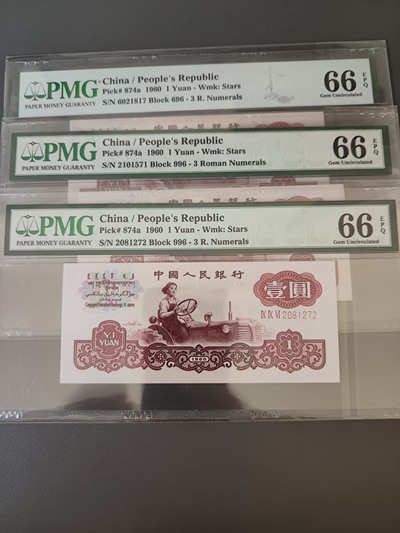 PMG
PAPER MONEY GUARANTY
China / People's Republic
Pick# 874a 1960 1 Yuan - Wmk: Stars
S/N 6021817 Block 696 - 3 R. Numerals
66 EPQ
Gem Uncirculated
PMG
PAPER MONEY GUARANTY
China / People's Republic
Pick# 874a 1960 1 Yuan - Wmk: Stars
S/N 2101571 Block 996 - 3 Roman Numerals
66 EPQ
Gem Uncirculated
PMG
PAPER MONEY GUARANTY
China / People's Republic
Pick# 874a 1960 1 Yuan - Wmk: Stars
S/N 2081272 Block 996 - 3 R. Numerals
66 EPQ
Gem Uncirculated
中國人民銀行
壹圓
IX IX VI 2081272
YI
YUAN
1960
1